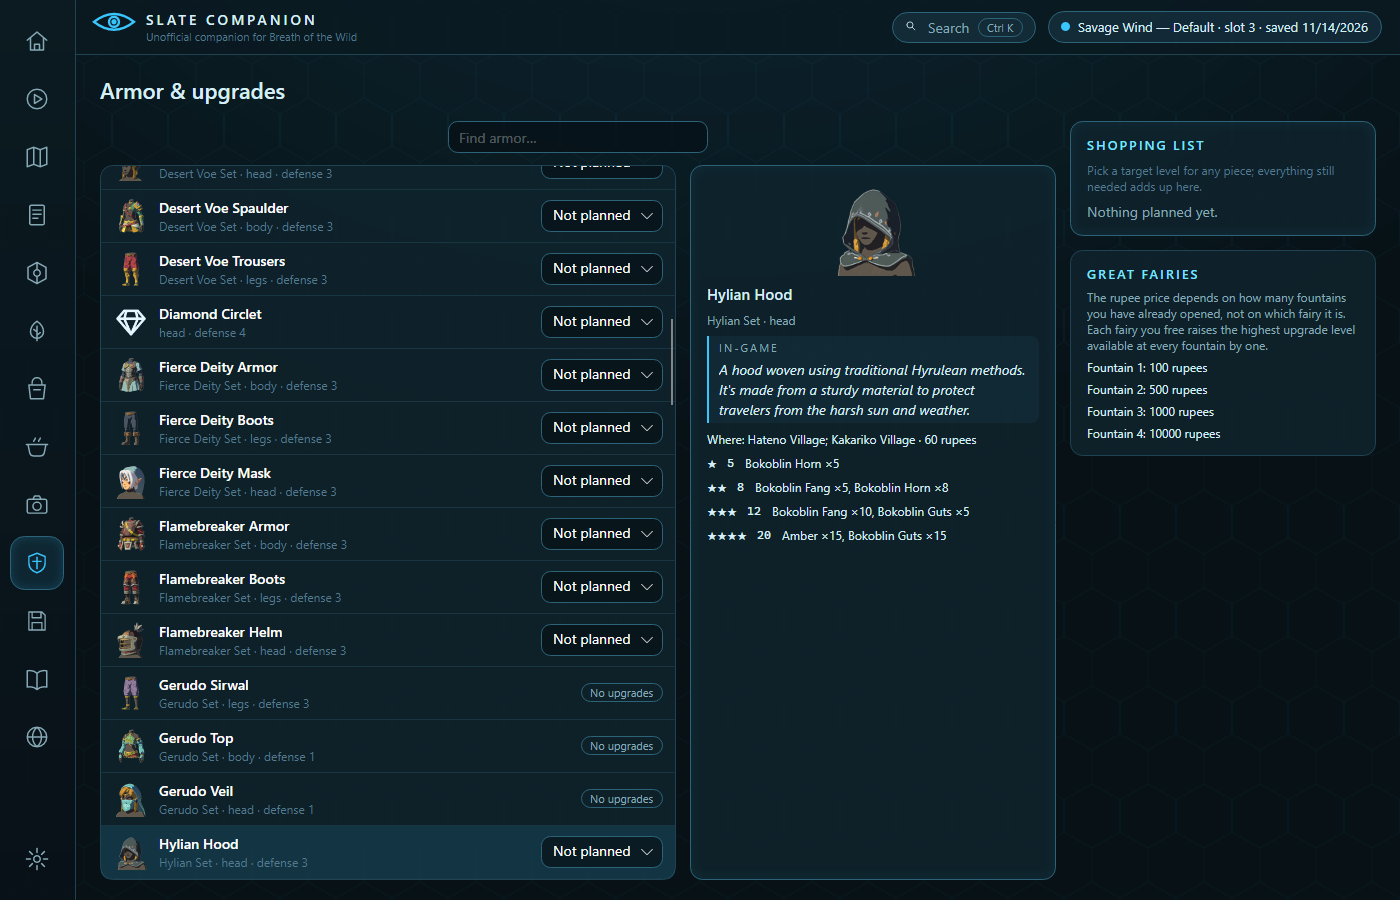 SLATE COMPANION
Unofficial companion for Breath of the Wild
Search Ctrl K
Savage Wind — Default · slot 3 · saved 11/14/2026
Armor & upgrades
Find armor...
Desert Voe Set · head · defense 3
Not planned
Desert Voe Spaulder
Desert Voe Set · body · defense 3
Not planned
Desert Voe Trousers
Desert Voe Set · legs · defense 3
Not planned
Diamond Circlet
head · defense 4
Not planned
Fierce Deity Armor
Fierce Deity Set · body · defense 3
Not planned
Fierce Deity Boots
Fierce Deity Set · legs · defense 3
Not planned
Fierce Deity Mask
Fierce Deity Set · head · defense 3
Not planned
Flamebreaker Armor
Flamebreaker Set · body · defense 3
Not planned
Flamebreaker Boots
Flamebreaker Set · legs · defense 3
Not planned
Flamebreaker Helm
Flamebreaker Set · head · defense 3
Not planned
Gerudo Sirwal
Gerudo Set · legs · defense 3
No upgrades
Gerudo Top
Gerudo Set · body · defense 1
No upgrades
Gerudo Veil
Gerudo Set · head · defense 1
No upgrades
Hylian Hood
Hylian Set · head · defense 3
Not planned
Hylian Hood
Hylian Set · head
IN-GAME
A hood woven using traditional Hyrulean methods.
It's made from a sturdy material to protect
travelers from the harsh sun and weather.
Where: Hateno Village; Kakariko Village · 60 rupees
★ 5 Bokoblin Horn ×5
★★ 8 Bokoblin Fang ×5, Bokoblin Horn ×8
★★★ 12 Bokoblin Fang ×10, Bokoblin Guts ×5
★★★★ 20 Amber ×15, Bokoblin Guts ×15
SHOPPING LIST
Pick a target level for any piece; everything still
needed adds up here.
Nothing planned yet.
GREAT FAIRIES
The rupee price depends on how many fountains
you have already opened, not on which fairy it is.
Each fairy you free raises the highest upgrade level
available at every fountain by one.
Fountain 1: 100 rupees
Fountain 2: 500 rupees
Fountain 3: 1000 rupees
Fountain 4: 10000 rupees